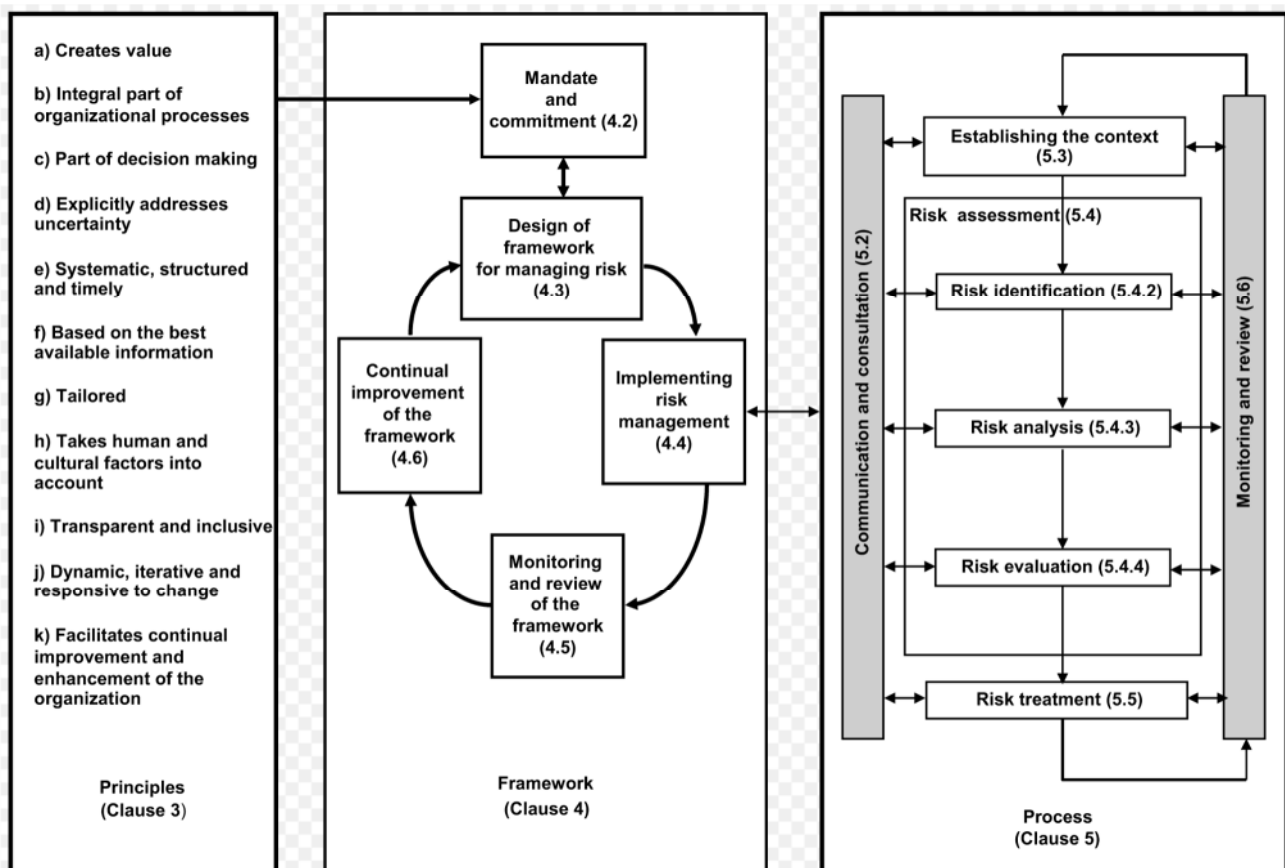 a) Creates value
b) Integral part of
organizational processes
c) Part of decision making
d) Explicitly addresses
uncertainty
e) Systematic, structured
and timely
f) Based on the best
available information
g) Tailored
h) Takes human and
cultural factors into
account
i) Transparent and inclusive
j) Dynamic, iterative and
responsive to change
k) Facilitates continual
improvement and
enhancement of the
organization
Principles
(Clause 3)
Mandate
and
commitment (4.2)
Design of
framework
for managing risk
(4.3)
Implementing
risk
management
(4.4)
Monitoring
and review
of the
framework
(4.5)
Continual
improvement
of the
framework
(4.6)
Framework
(Clause 4)
Communication and consultation (5.2)
Establishing the context
(5.3)
Risk assessment (5.4)
Risk identification (5.4.2)
Risk analysis (5.4.3)
Risk evaluation (5.4.4)
Risk treatment (5.5)
Monitoring and review (5.6)
Process
(Clause 5)